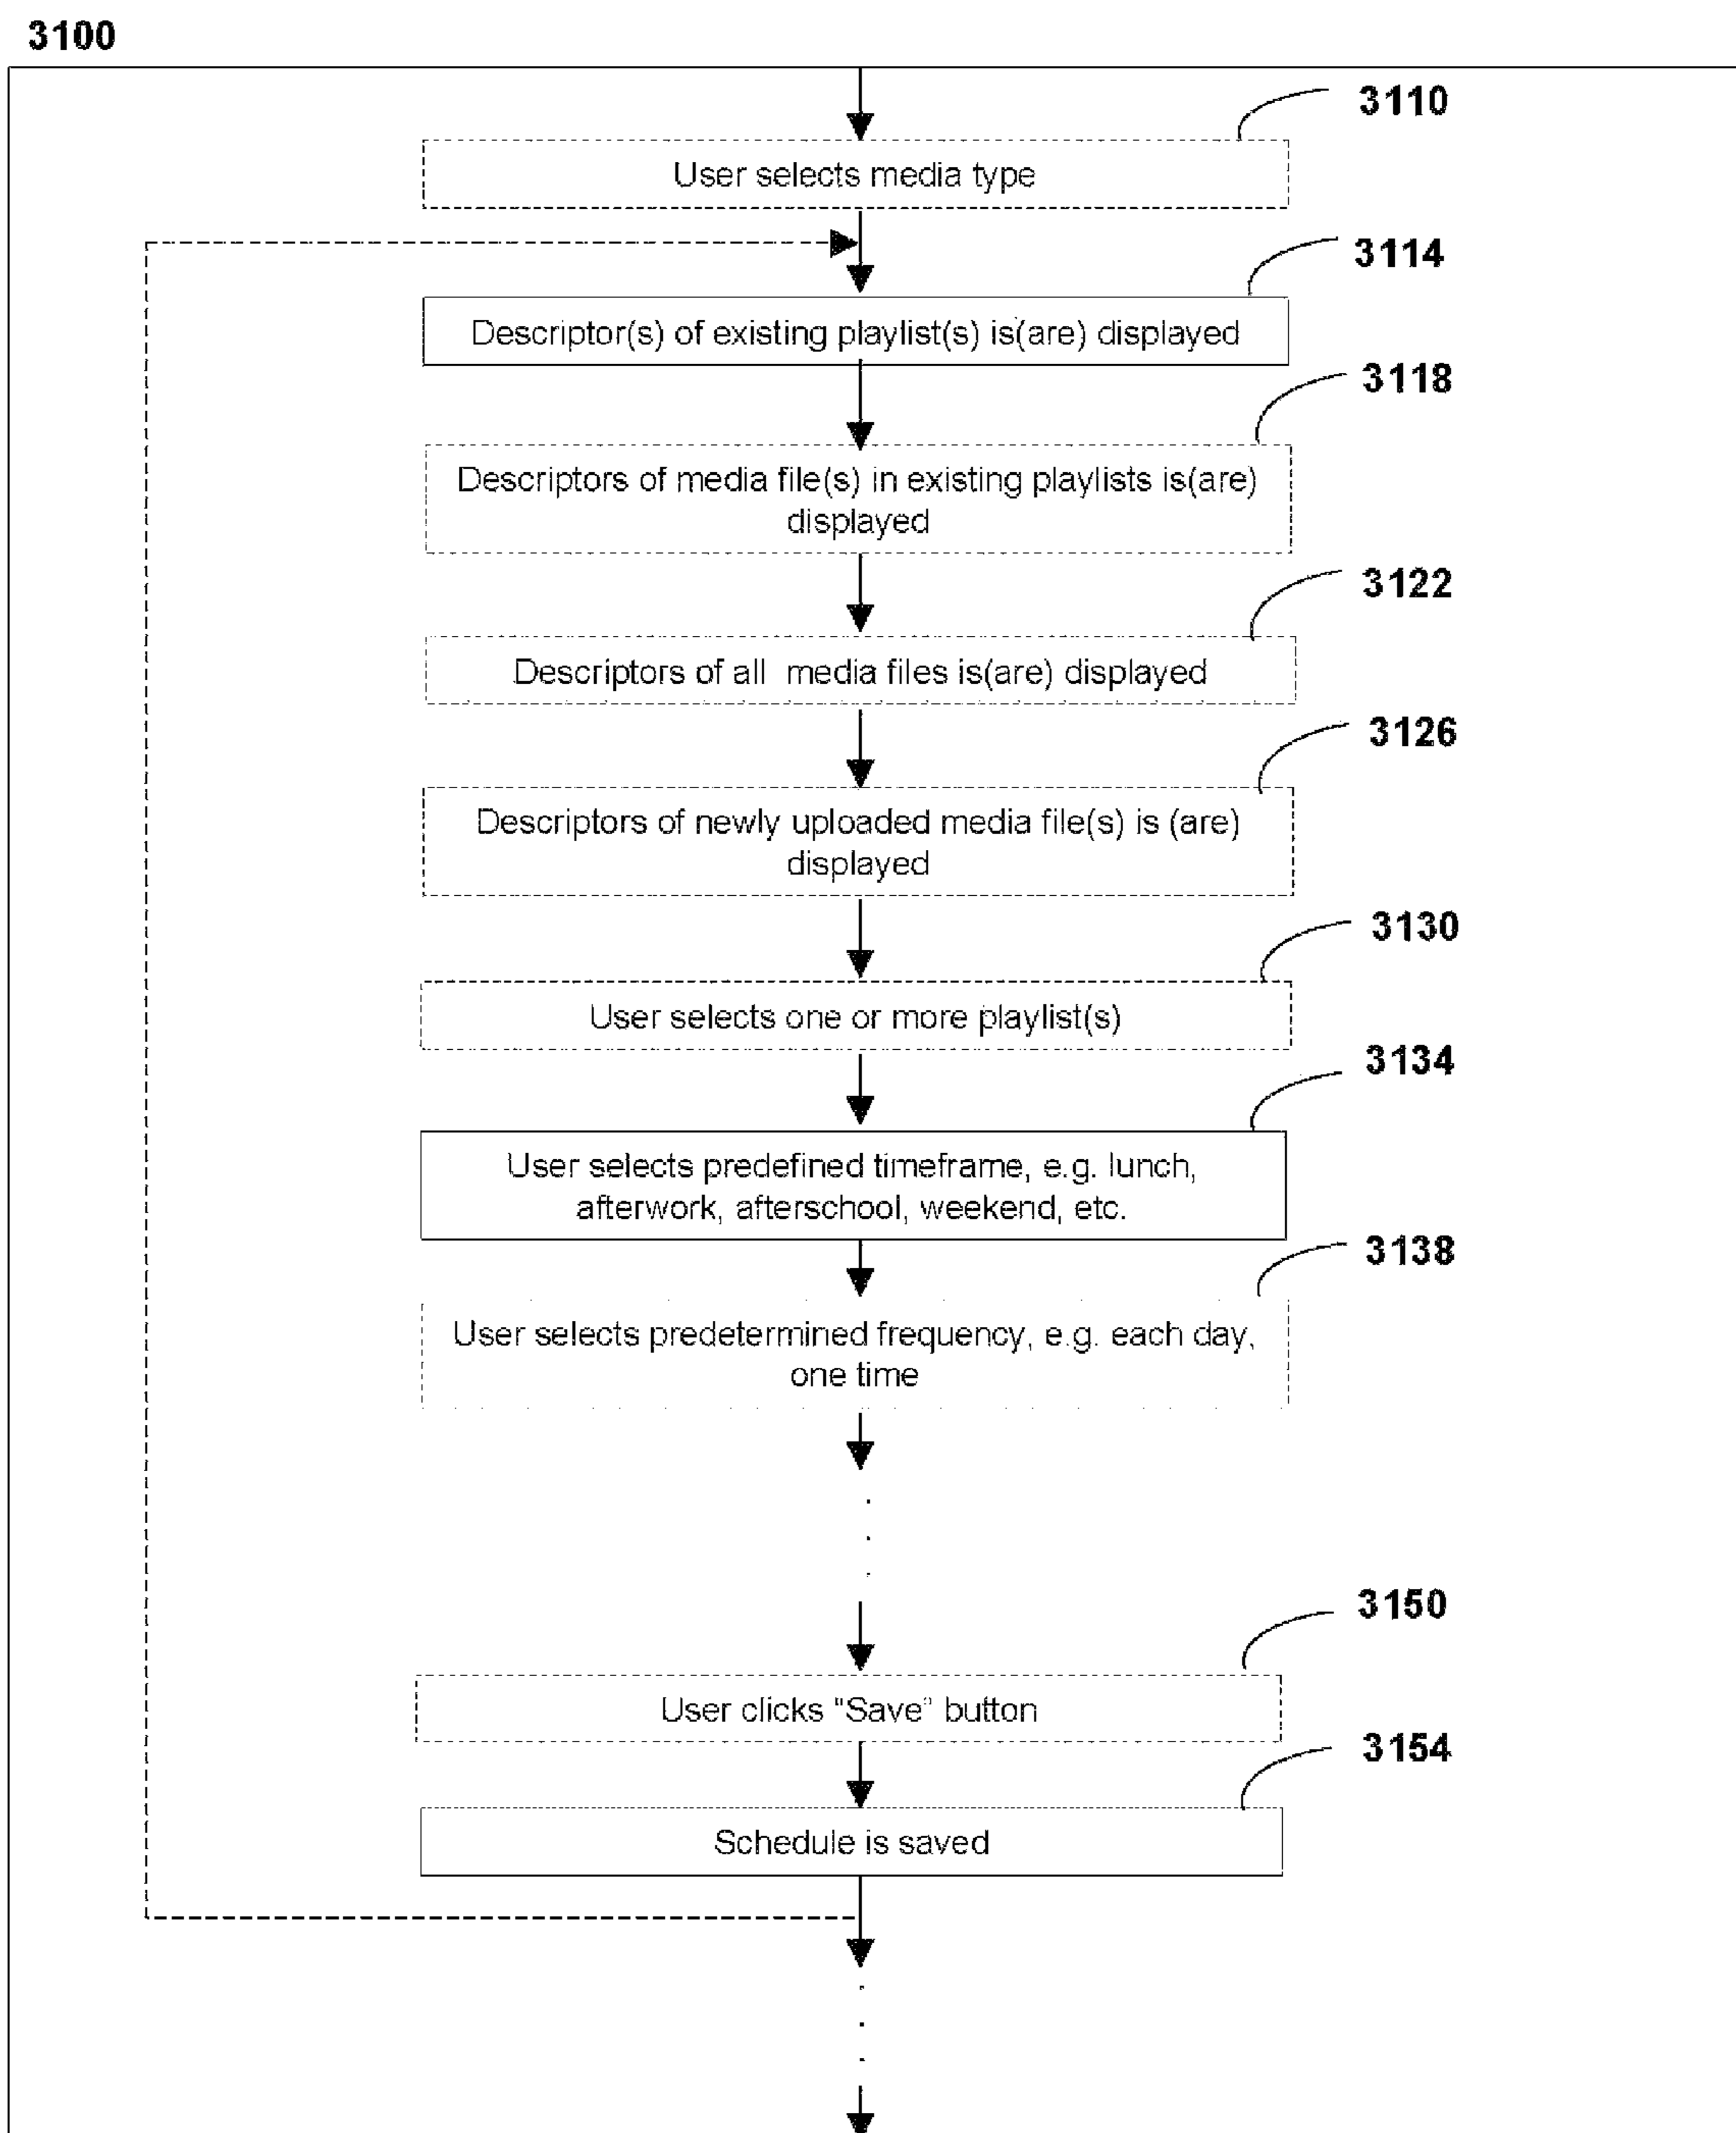 3100
3110
User selects media type
3114
Descriptor(s) of existing playlist(s) is(are) displayed
3118
Descriptors of media file(s) in existing playlists is(are)
displayed
3122
Descriptors of all media files is(are) displayed
3126
Descriptors of newly uploaded media file(s) is (are)
displayed
3130
User selects one or more playlist(s)
3134
User selects predefined timeframe, e.g. lunch,
afterwork, afterschool, weekend, etc.
3138
User selects predetermined frequency, e.g. each day,
one time
3150
User clicks "Save" button
3154
Schedule is saved